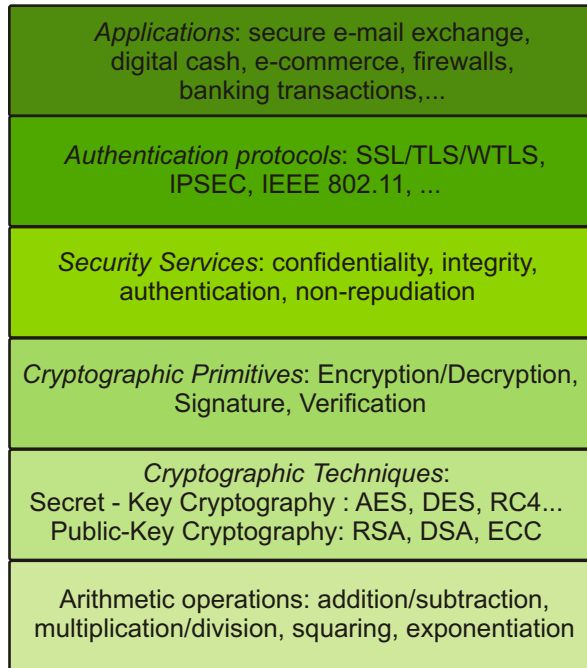 Applications: secure e-mail exchange,
digital cash, e-commerce, firewalls,
banking transactions,...
Authentication protocols: SSL/TLS/WTLS,
IPSEC, IEEE 802.11, ...
Security Services: confidentiality, integrity,
authentication, non-repudiation
Cryptographic Primitives: Encryption/Decryption,
Signature, Verification
Cryptographic Techniques:
Secret - Key Cryptography : AES, DES, RC4...
Public-Key Cryptography: RSA, DSA, ECC
Arithmetic operations: addition/subtraction,
multiplication/division, squaring, exponentiation